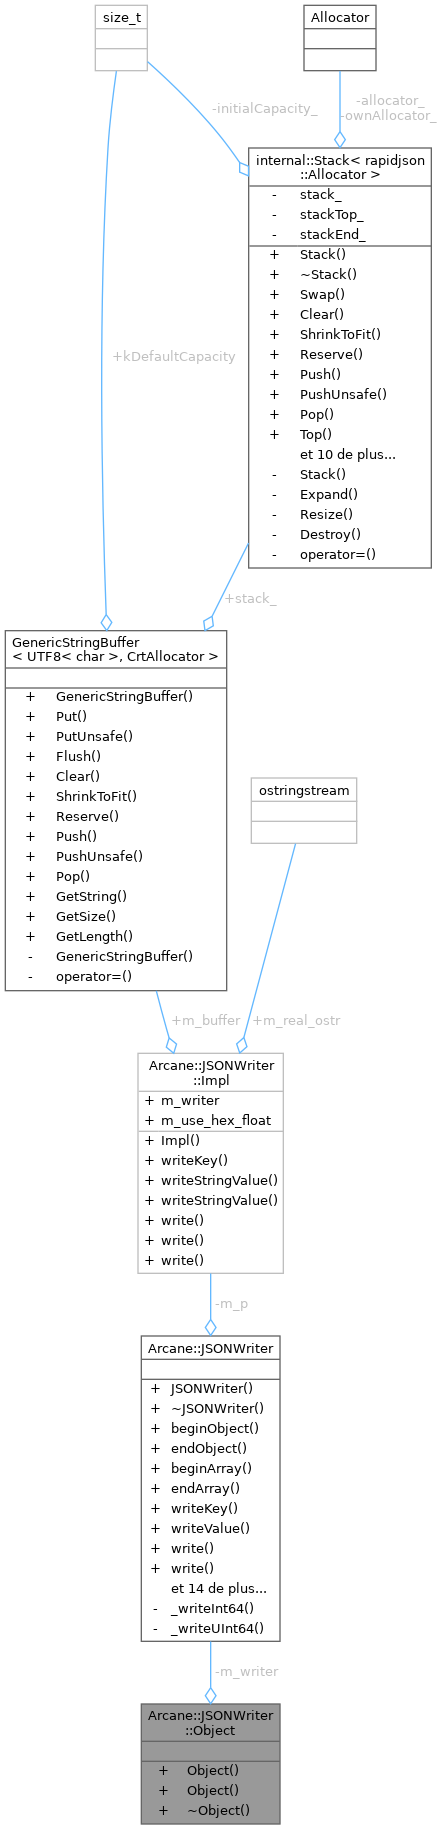 size_t
Allocator
-initialCapacity_
-allocator_
-ownAllocator_
internal::Stack< rapidjson
::Allocator >
- stack_
- stackTop_
- stackEnd_
+ Stack()
+ ~Stack()
+ Swap()
+ Clear()
+ ShrinkToFit()
+ Reserve()
+ Push()
+ PushUnsafe()
+ Pop()
+ Top()
et 10 de plus...
- Stack()
- Expand()
- Resize()
- Destroy()
- operator=()
+kDefaultCapacity
+stack_
GenericStringBuffer
< UTF8< char >, CrtAllocator >
+ GenericStringBuffer()
+ Put()
+ PutUnsafe()
+ Flush()
+ Clear()
+ ShrinkToFit()
+ Reserve()
+ Push()
+ PushUnsafe()
+ Pop()
+ GetString()
+ GetSize()
+ GetLength()
- GenericStringBuffer()
- operator=()
ostringstream
+m_buffer
+m_real_ostr
Arcane::JSONWriter
::Impl
+ m_writer
+ m_use_hex_float
+ Impl()
+ writeKey()
+ writeStringValue()
+ writeStringValue()
+ write()
+ write()
+ write()
-m_p
Arcane::JSONWriter
+ JSONWriter()
+ ~JSONWriter()
+ beginObject()
+ endObject()
+ beginArray()
+ endArray()
+ writeKey()
+ writeValue()
+ write()
+ write()
et 14 de plus...
- _writeInt64()
- _writeUInt64()
-m_writer
Arcane::JSONWriter
::Object
+ Object()
+ Object()
+ ~Object()